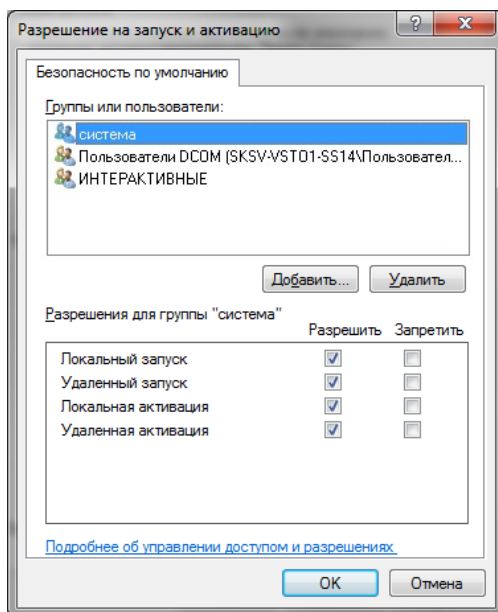 Разрешение на запуск и активацию
Безопасность по умолчанию
Группы или пользователи:
система
Пользователи DCOM (SKSV-VSTO1-SS14\Пользовател...
ИНТЕРАКТИВНЫЕ
Добавить... Удалить
Разрешения для группы "система"
Разрешить Запретить
Локальный запуск
Удаленный запуск
Локальная активация
Удаленная активация
Подробнее об управлении доступом и разрешениях
OK Отмена